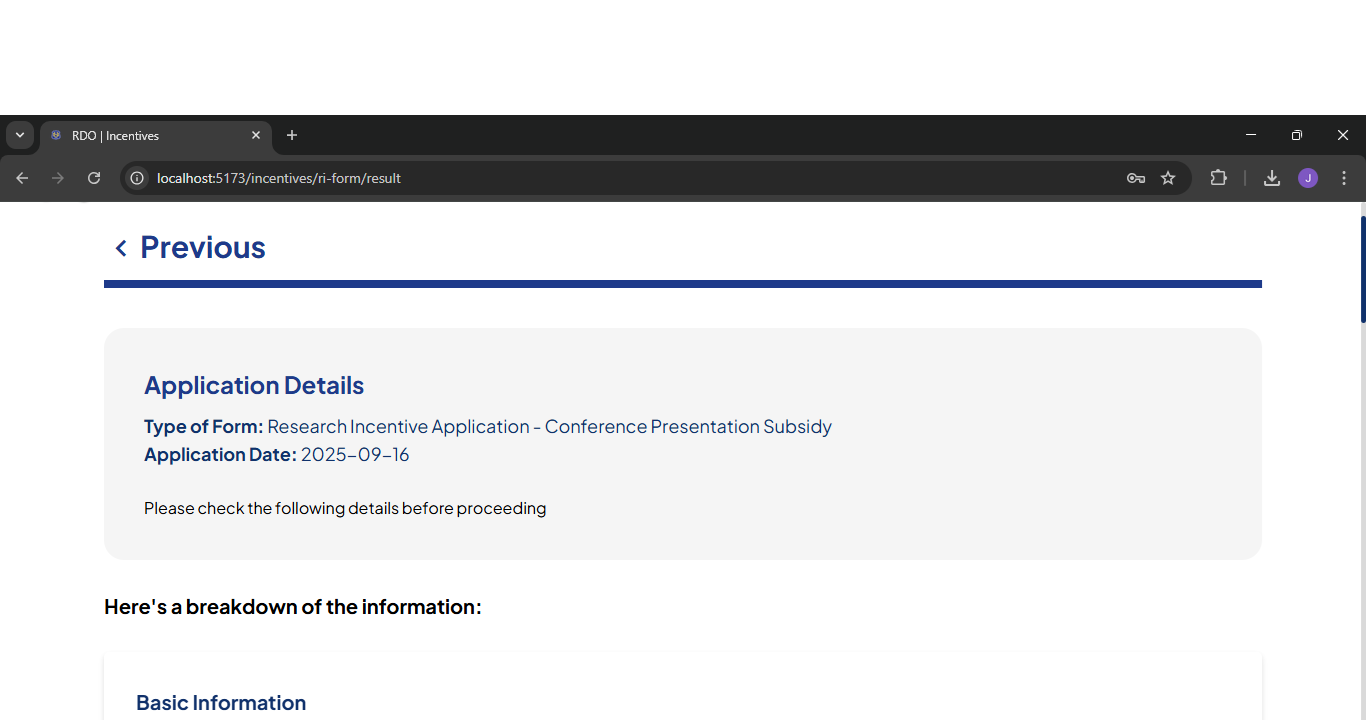 RDO | Incentives
localhost:5173/incentives/ri-form/result
J
Previous
Application Details
Type of Form: Research Incentive Application - Conference Presentation Subsidy
Application Date: 2025-09-16
Please check the following details before proceeding
Here's a breakdown of the information:
Basic Information